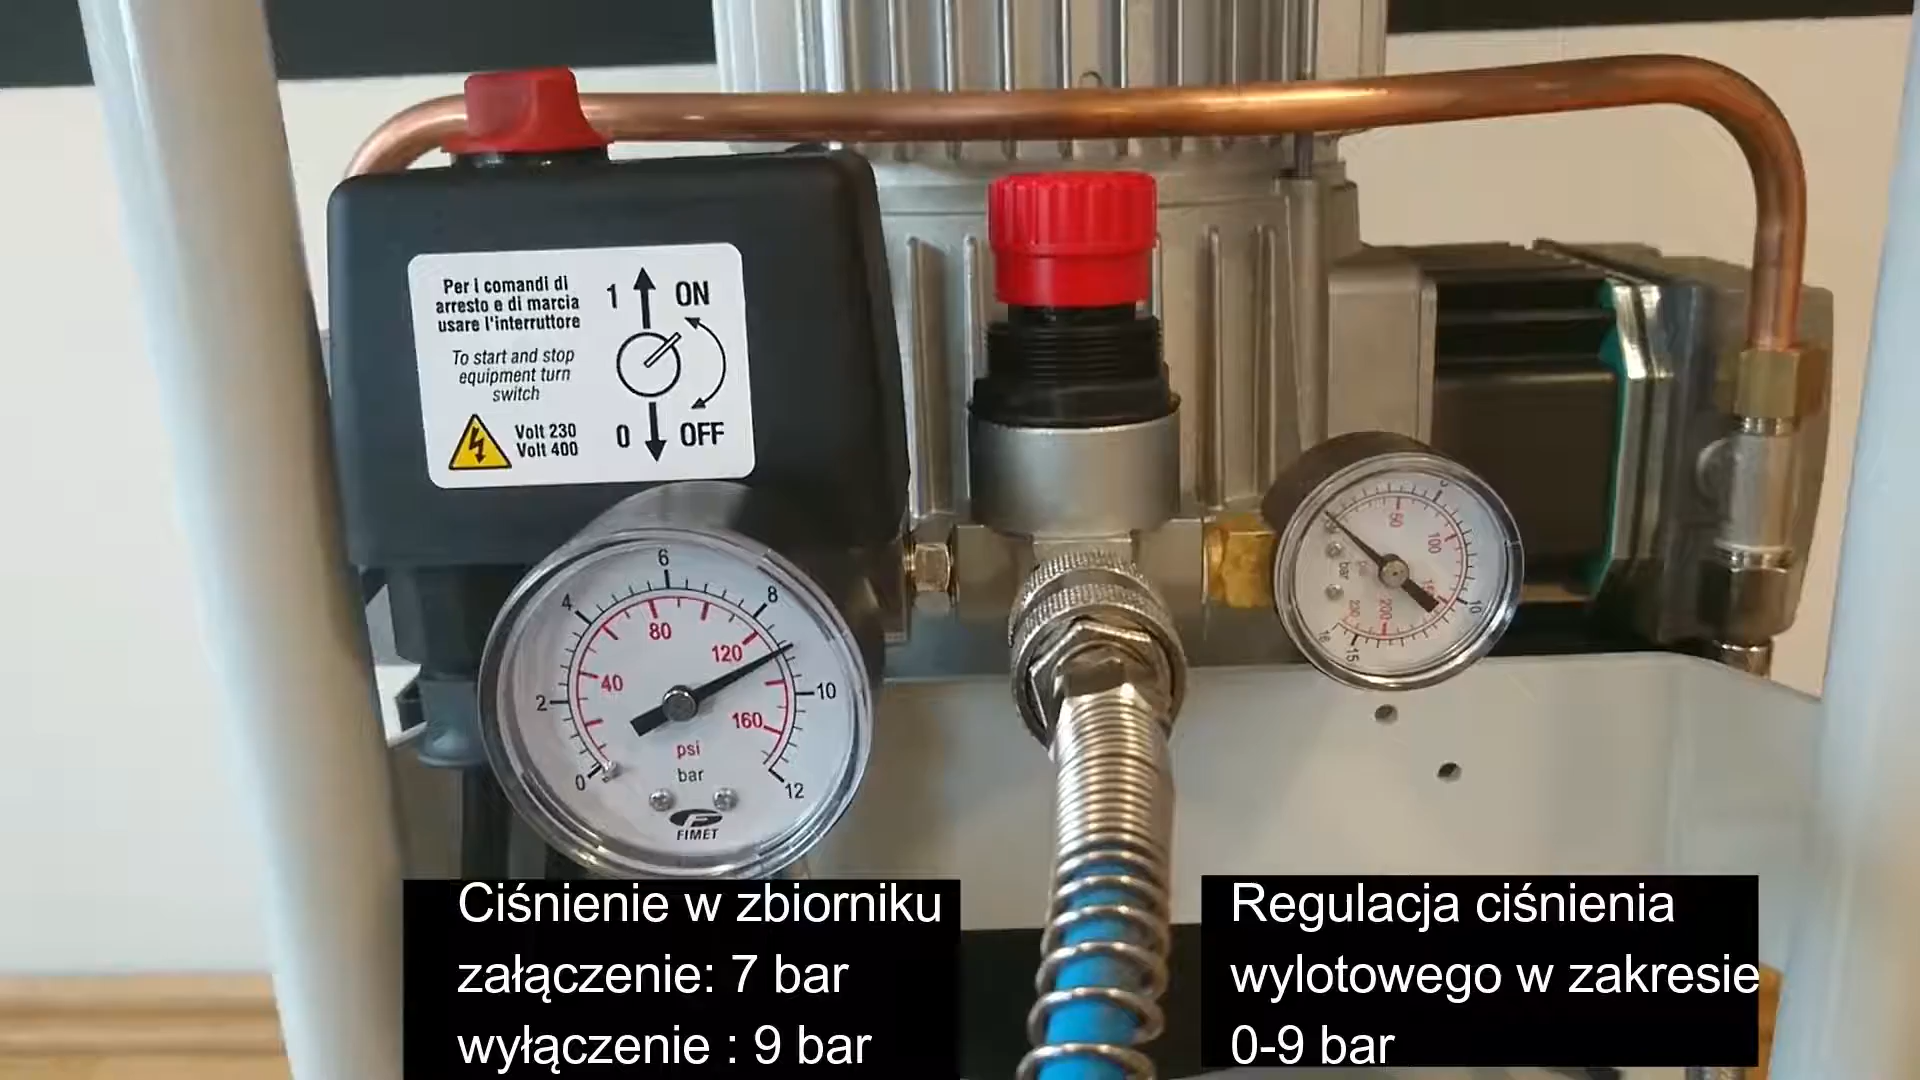 Per i comandi di
arresto e di marcia
usare l'interruttore
To start and stop
equipment turn
switch
Volt 230
Volt 400
1 ON
0 OFF
0 2 4 6 8 10 12
40 80 120 160
psi
bar
FIMET
50 100 200
bar
10 15 16
Ciśnienie w zbiorniku
załączenie: 7 bar
wyłączenie : 9 bar
Regulacja ciśnienia
wylotowego w zakresie
0-9 bar